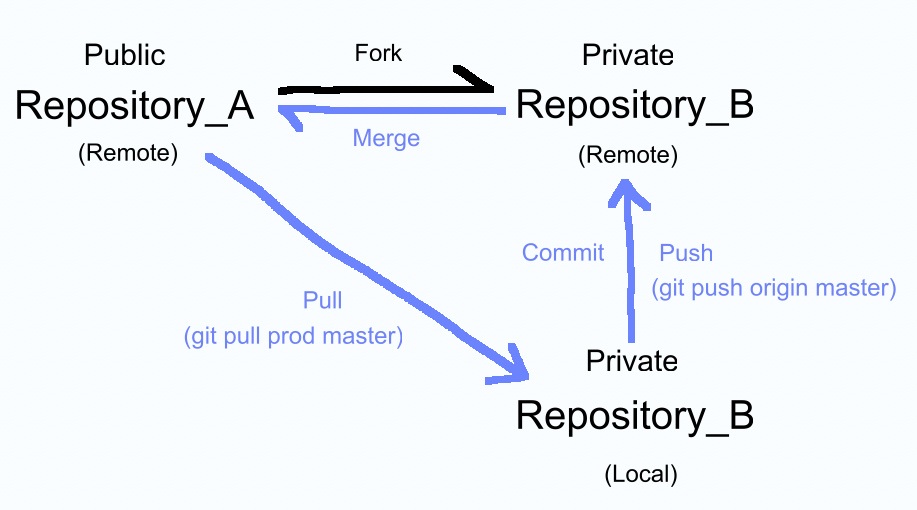 Public
Fork
Private
Repository_A
Repository_B
Merge
(Remote)
(Remote)
Commit
Push
(git push origin master)
Pull
(git pull prod master)
Private
Repository_B
(Local)